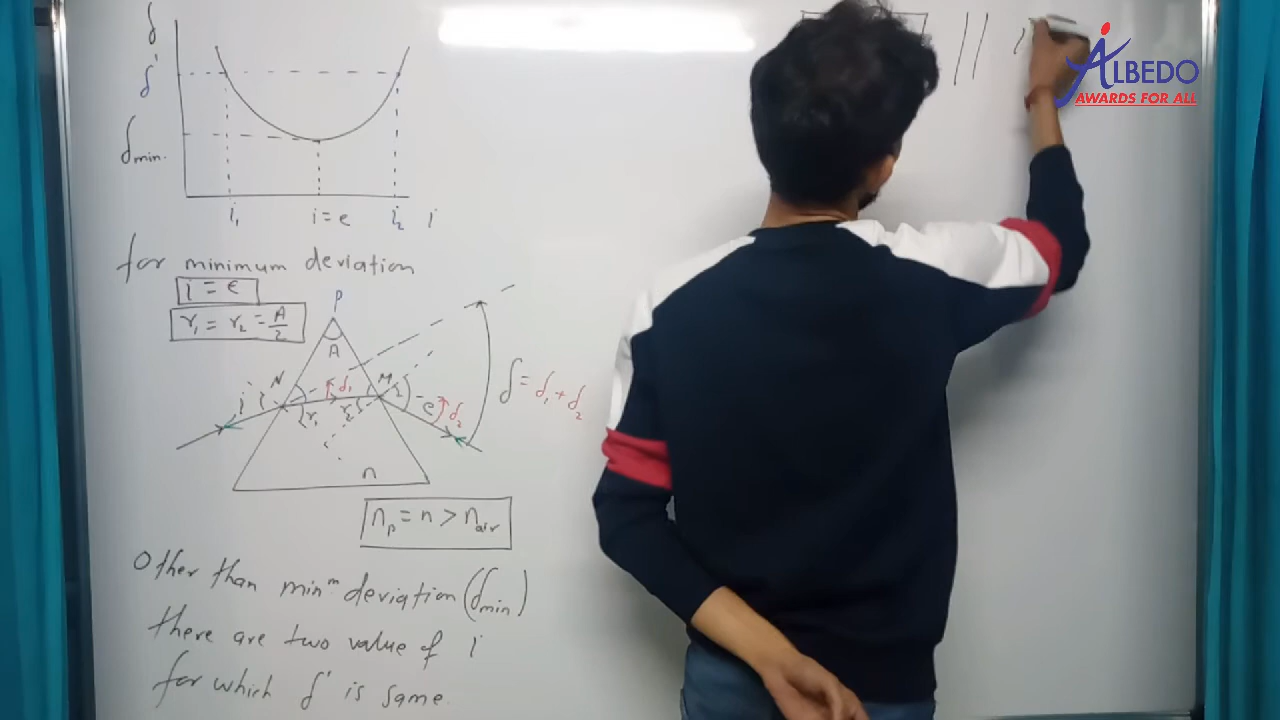 δ
δ'
δmin.
i₁ i = e i₂ i
for minimum deviation
i = e
r₁ = r₂ = A/2
P
A
N M
i r₁ δ₁ r₂ e δ₂
δ = δ₁ + δ₂
n
nₚ = n > nair
Other than minᵐ deviation (δmin)
there are two value of i
for which δ' is same.
ALBEDO
AWARDS FOR ALL